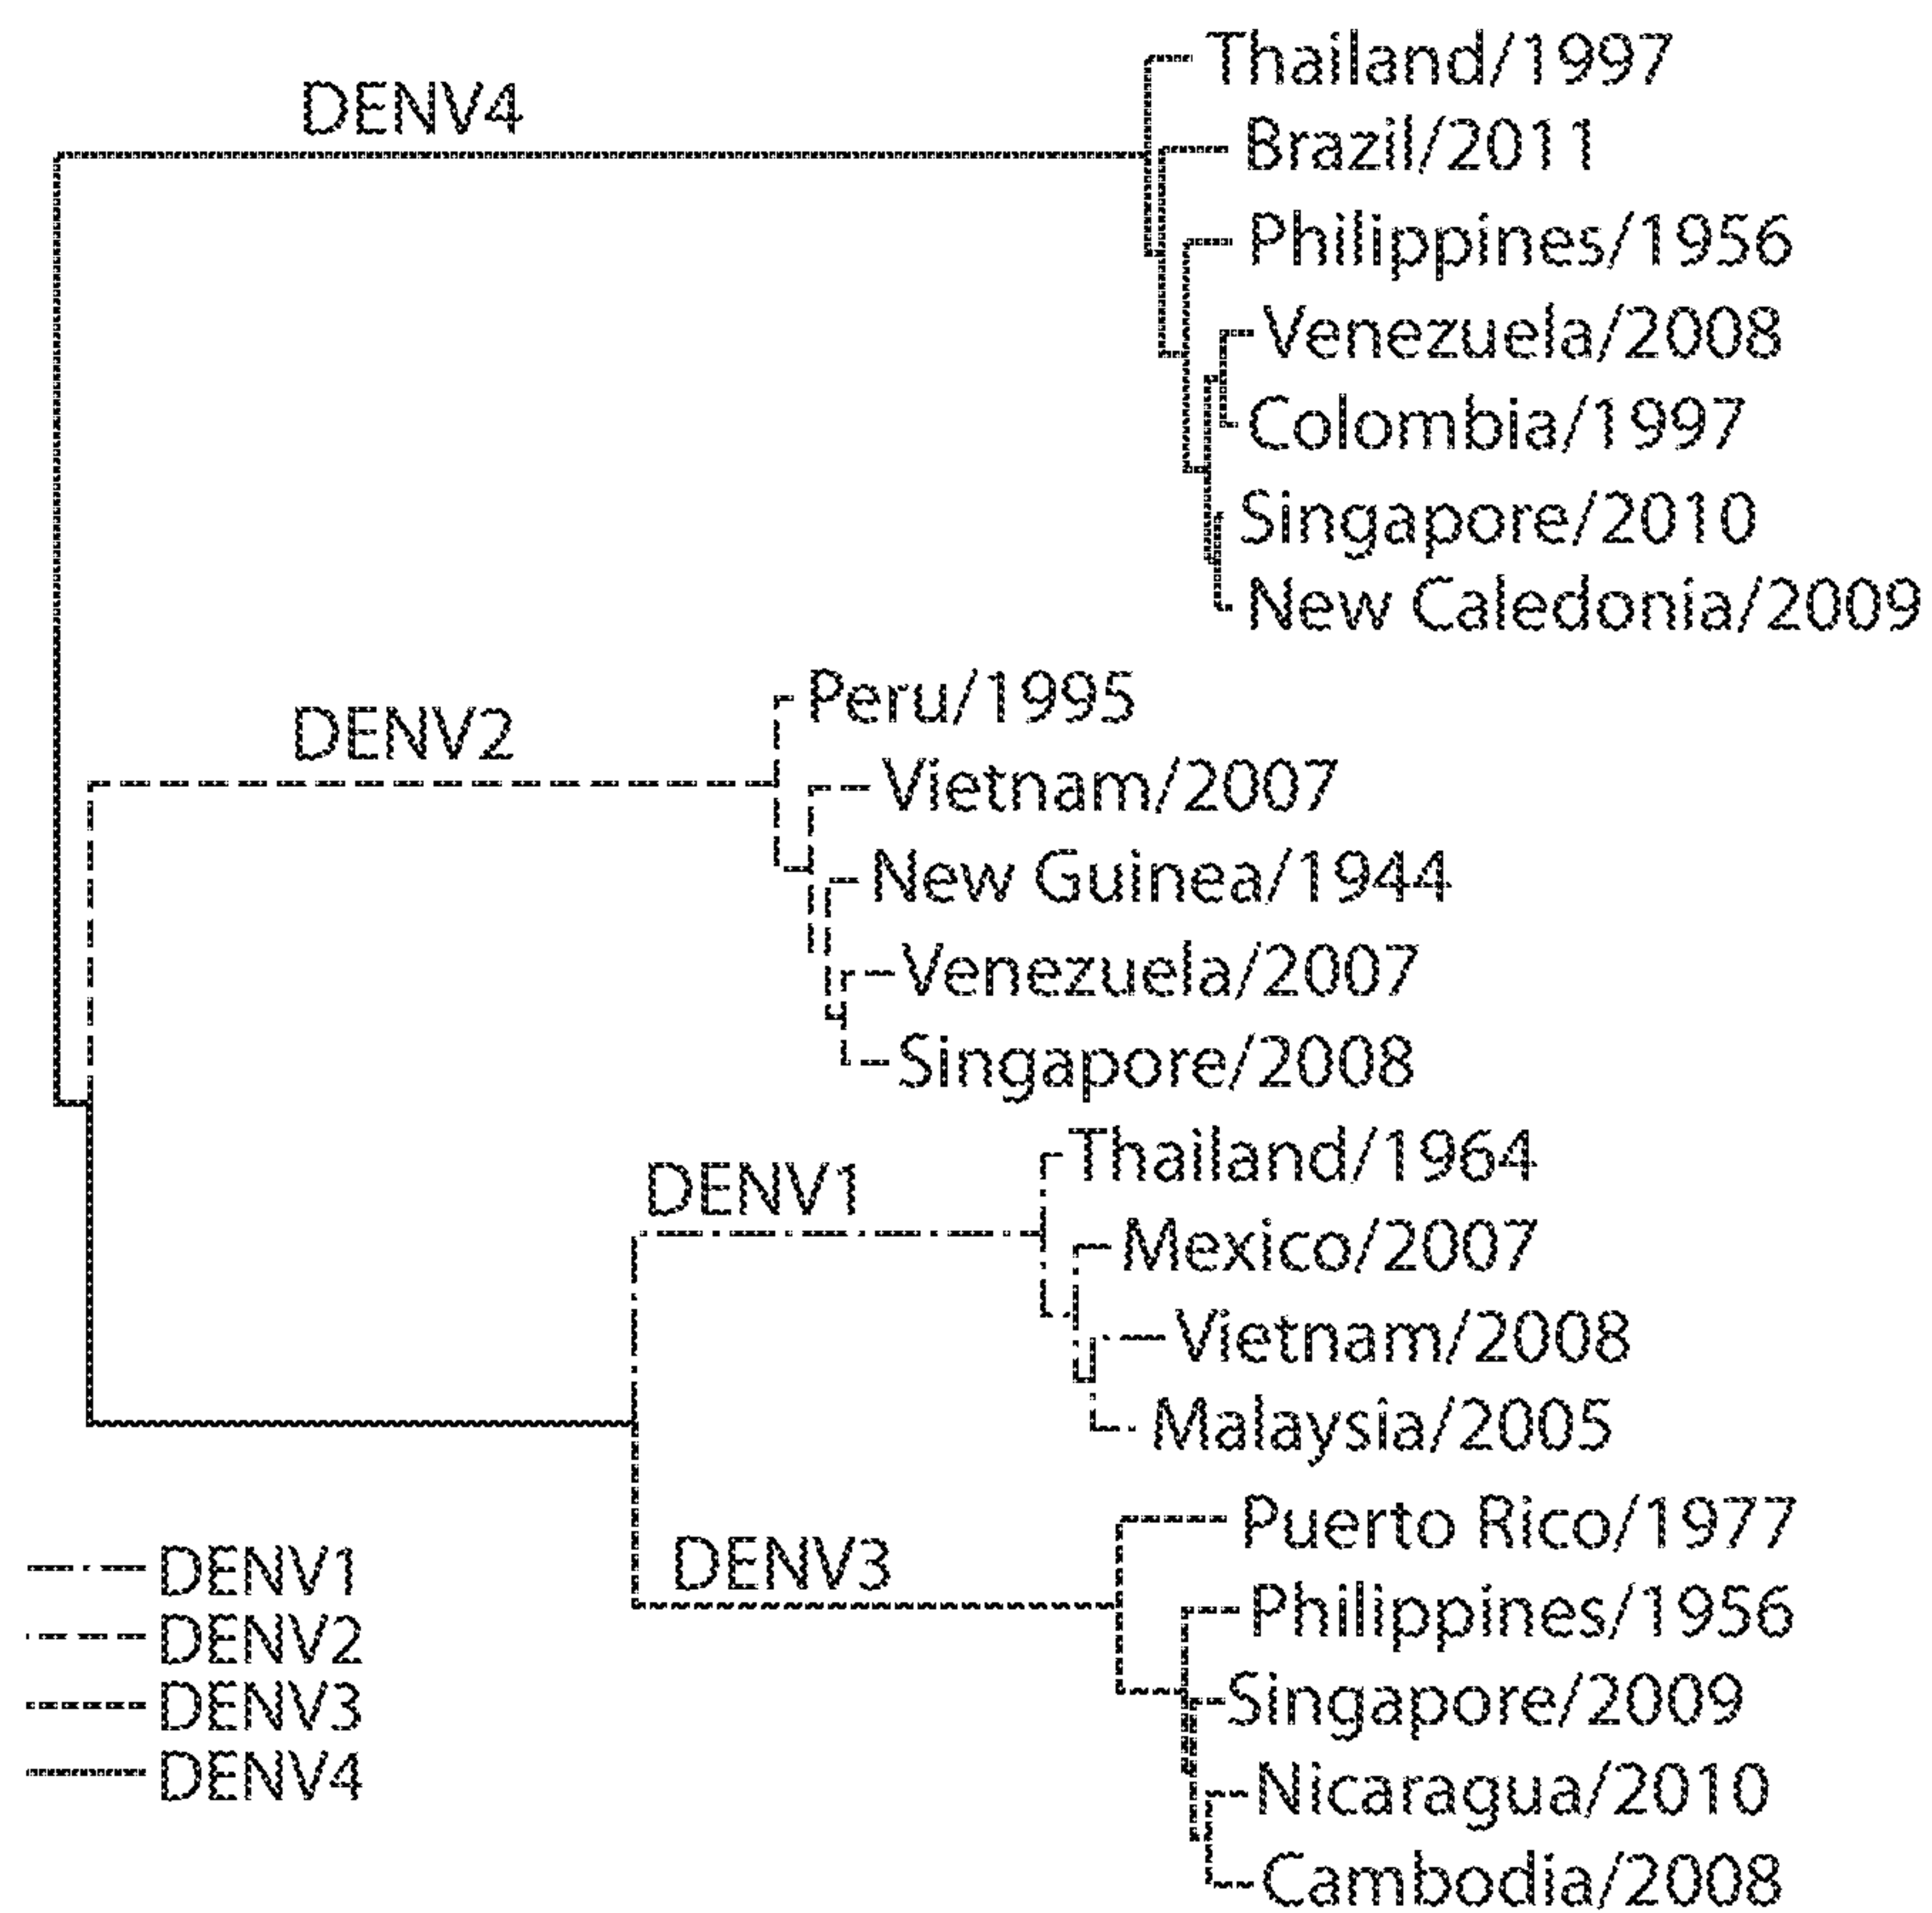 Thailand/1997
DENV4
Brazil/2011
Philippines/1956
Venezuela/2008
Colombia/1997
Singapore/2010
New Caledonia/2009
Peru/1995
DENV2
Vietnam/2007
New Guinea/1944
Venezuela/2007
Singapore/2008
Thailand/1964
DENV1
Mexico/2007
Vietnam/2008
Malaysia/2005
Puerto Rico/1977
DENV3
Philippines/1956
Singapore/2009
Nicaragua/2010
Cambodia/2008
DENV1
DENV2
DENV3
DENV4